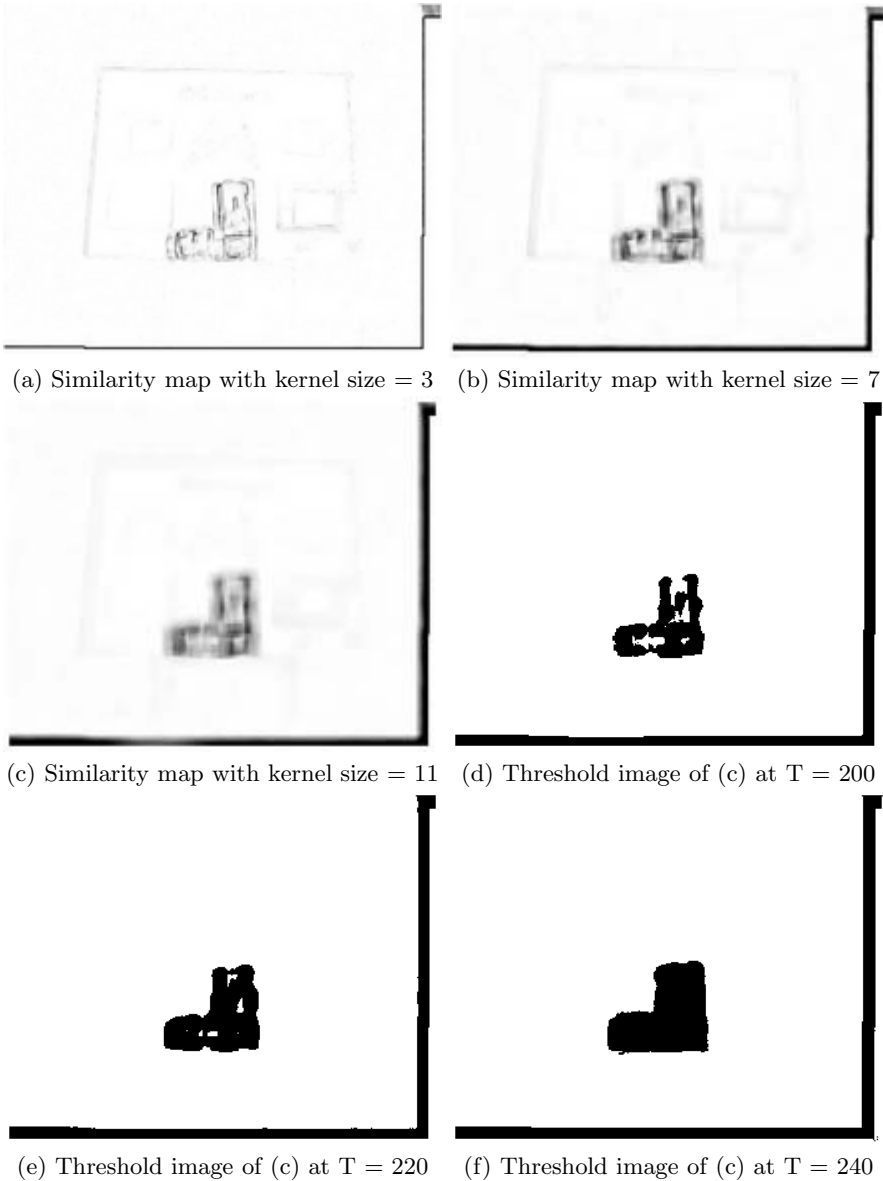 (a) Similarity map with kernel size = 3
(b) Similarity map with kernel size = 7
(c) Similarity map with kernel size = 11
(d) Threshold image of (c) at T = 200
(e) Threshold image of (c) at T = 220
(f) Threshold image of (c) at T = 240